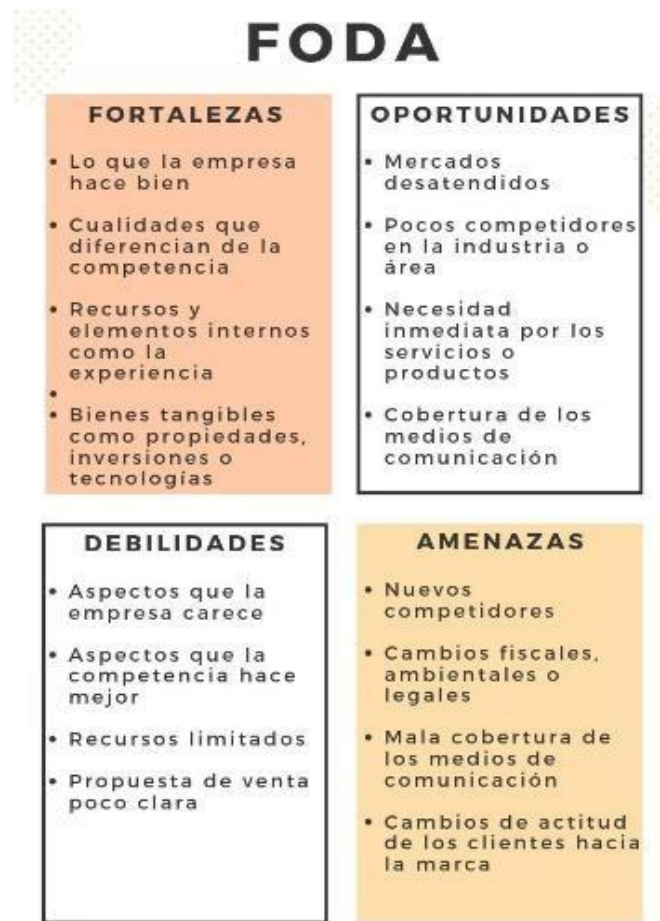 FODA
FORTALEZAS
• Lo que la empresa
hace bien
• Cualidades que
diferencian de la
competencia
• Recursos y
elementos internos
como la
experiencia
•
• Bienes tangibles
como propiedades,
inversiones o
tecnologías
OPORTUNIDADES
• Mercados
desatendidos
• Pocos competidores
en la industria o
área
• Necesidad
inmediata por los
servicios o
productos
• Cobertura de los
medios de
comunicación
DEBILIDADES
• Aspectos que la
empresa carece
• Aspectos que la
competencia hace
mejor
• Recursos limitados
• Propuesta de venta
poco clara
AMENAZAS
• Nuevos
competidores
• Cambios fiscales,
ambientales o
legales
• Mala cobertura de
los medios de
comunicación
• Cambios de actitud
de los clientes hacia
la marca